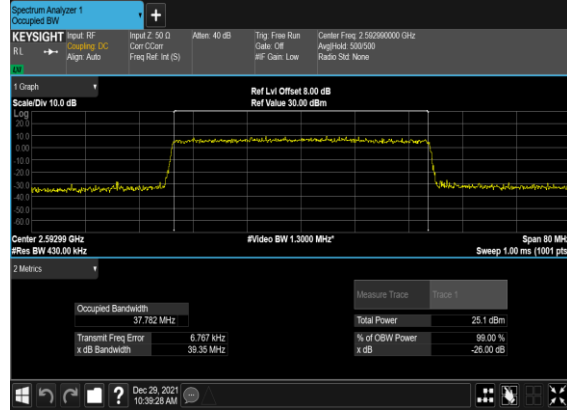 Spectrum Analyzer 1
Occupied BW
KEYSIGHT Input: RF Input Z: 50 Ω Atten: 40 dB Trig: Free Run Center Freq: 2.592990000 GHz
RL Coupling: DC Corr CCorr Gate: Off Avg|Hold: 500/500
Align: Auto Freq Ref: Int (S) #IF Gain: Low Radio Std: None
1 Graph
Ref Lvl Offset 8.00 dB
Scale/Div 10.0 dB Ref Value 30.00 dBm
Log
20.0
10.0
0.00
-10.0
-20.0
-30.0
-40.0
-50.0
-60.0
Center 2.59299 GHz #Video BW 1.3000 MHz* Span 80 MHz
#Res BW 430.00 kHz Sweep 1.00 ms (1001 pts)
2 Metrics
Measure Trace Trace 1
Occupied Bandwidth
37.782 MHz Total Power 25.1 dBm
Transmit Freq Error 6.767 kHz % of OBW Power 99.00 %
x dB Bandwidth 39.35 MHz x dB -26.00 dB
Dec 29, 2021
10:39:28 AM